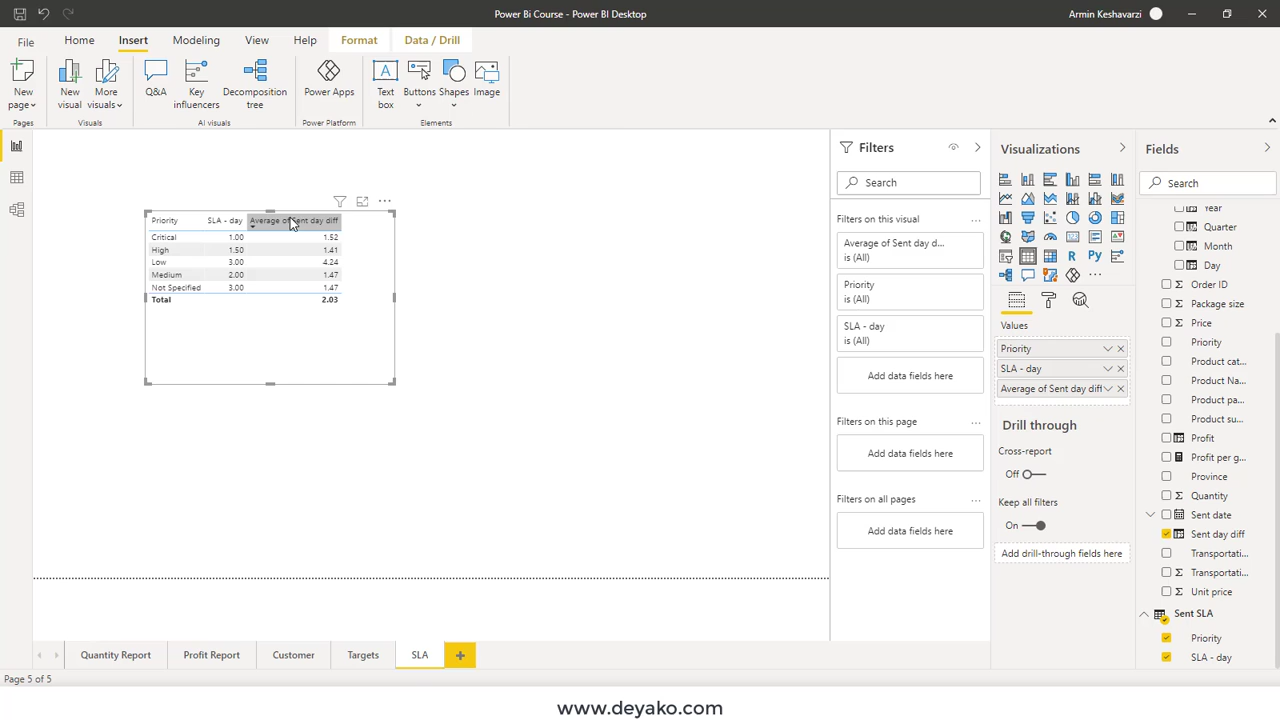 Power Bi Course - Power BI Desktop
Armin Keshavarzi
File
Home
Insert
Modeling
View
Help
Format
Data / Drill
New page
New visual
More visuals
Q&A
Key influencers
Decomposition tree
Power Apps
Text box
Buttons
Shapes
Image
Pages
Visuals
AI visuals
Power Platform
Elements
Priority SLA - day Average of Sent day diff
Critical 1.00 1.52
High 1.50 1.41
Low 3.00 4.24
Medium 2.00 1.47
Not Specified 3.00 1.47
Total 2.03
Filters
Search
Filters on this visual ...
Average of Sent day d...
is (All)
Priority
is (All)
SLA - day
is (All)
Add data fields here
Filters on this page ...
Add data fields here
Filters on all pages ...
Add data fields here
Visualizations
R
Py
...
Values
Priority
SLA - day
Average of Sent day diff
Drill through
Cross-report
Off
Keep all filters
On
Add drill-through fields here
Fields
Search
Year
Quarter
Month
Day
Order ID
Package size
Price
Priority
Product cat...
Product Na...
Product pa...
Product su...
Profit
Profit per g...
Province
Quantity
Sent date
Sent day diff
Transportati...
Transportati...
Unit price
Sent SLA
Priority
SLA - day
Quantity Report
Profit Report
Customer
Targets
SLA
Page 5 of 5
www.deyako.com